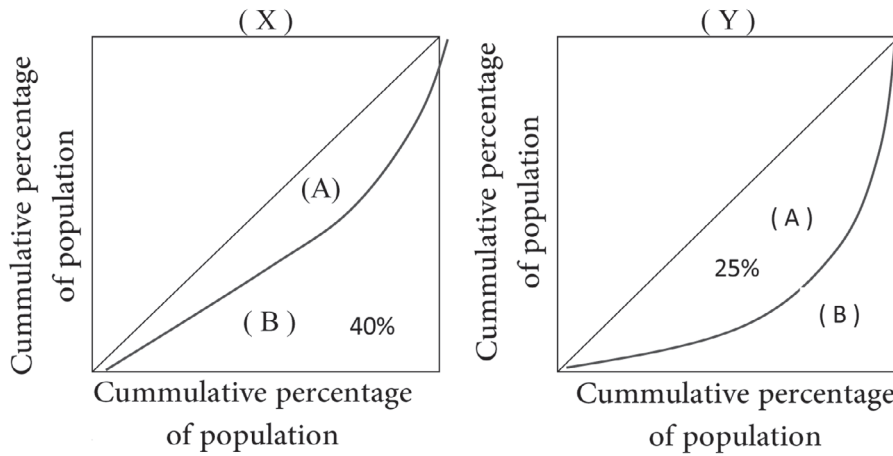 ( X )
Cummulative percentage
of population
(A)
( B )
40%
Cummulative percentage
of population
( Y )
Cummulative percentage
of population
( A )
25%
( B )
Cummulative percentage
of population